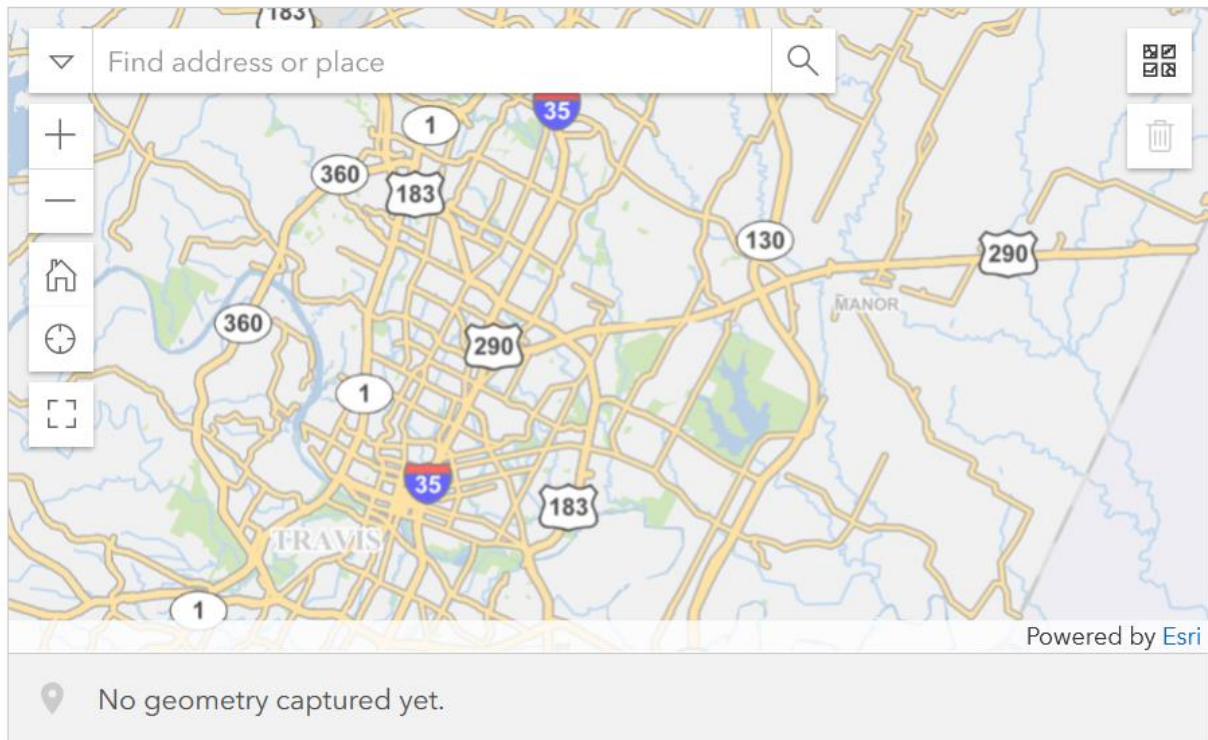 183
Find address or place
35
1
360
183
130
290
MANOR
360
290
1
35
183
TRAVIS
1
Powered by Esri
No geometry captured yet.